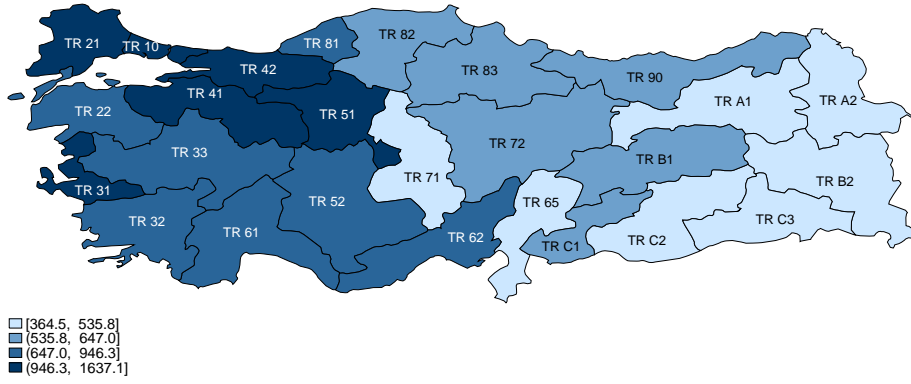 TR 21
TR 10
TR 81
TR 82
TR 42
TR 83
TR 90
TR 41
TR 22
TR 51
TR A1
TR A2
TR 33
TR 72
TR B1
TR 31
TR 71
TR B2
TR 52
TR 65
TR 32
TR 61
TR 62
TR C1
TR C2
TR C3
[364.5, 535.8]
(535.8, 647.0]
(647.0, 946.3]
(946.3, 1637.1]